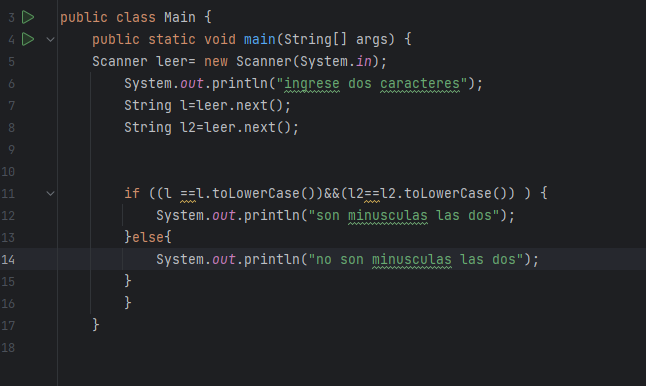 3 public class Main {
4 public static void main(String[] args) {
5 Scanner leer= new Scanner(System.in);
6 System.out.println("ingrese dos caracteres");
7 String l=leer.next();
8 String l2=leer.next();
9
10
11 if ((l ==l.toLowerCase())&&(l2==l2.toLowerCase()) ) {
12 System.out.println("son minusculas las dos");
13 }else{
14 System.out.println("no son minusculas las dos");
15 }
16 }
17 }
18